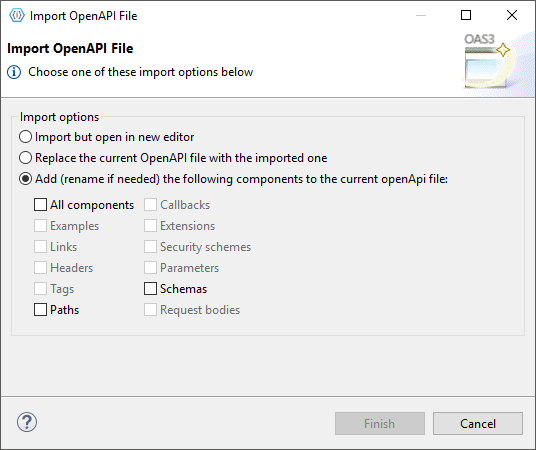 Import OpenAPI File
Import OpenAPI File
OAS3
Choose one of these import options below
Import options
Import but open in new editor
Replace the current OpenAPI file with the imported one
Add (rename if needed) the following components to the current openApi file:
All components Callbacks
Examples Extensions
Links Security schemes
Headers Parameters
Tags Schemas
Paths Request bodies
? Finish Cancel